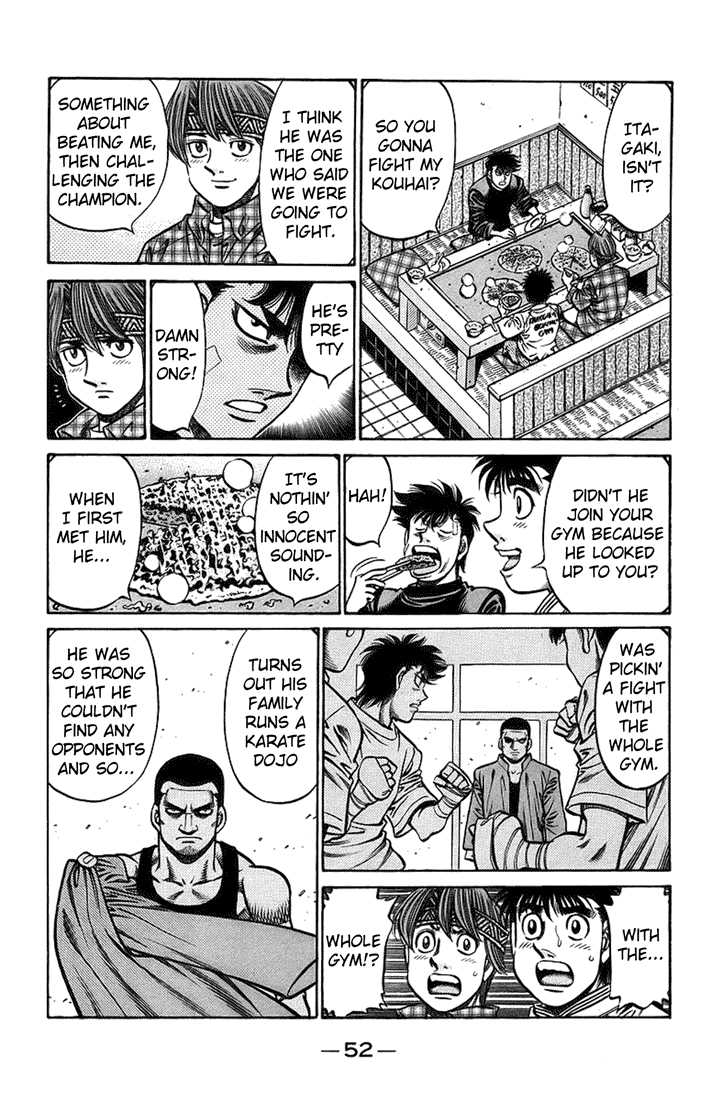 ITA-
GAKI,
ISN'T
IT?
SO YOU
GONNA
FIGHT MY
KOUHAI?
I THINK
HE WAS
THE ONE
WHO SAID
WE WERE
GOING TO
FIGHT.
SOMETHING
ABOUT
BEATING ME,
THEN CHAL-
LENGING THE
CHAMPION.
HE'S
PRE-
TTY
DAMN
STR-
ONG!
DIDN'T HE
JOIN YOUR
GYM BECAUSE
HE LOOKED
UP TO YOU?
HAH!
IT'S
NOTHIN'
SO
INNOCENT
SOUND-
ING.
WHEN
I FIRST
MET HIM,
HE...
WAS
PICKIN'
A FIGHT
WITH
THE
WHOLE
GYM.
WITH
THE...
WHOLE
GYM!?
TURNS
OUT HIS
FAMILY
RUNS A
KARATE
DOJO
HE WAS
SO STRONG
THAT HE
COULDN'T
FIND ANY
OPPONENTS
AND SO...
—52—